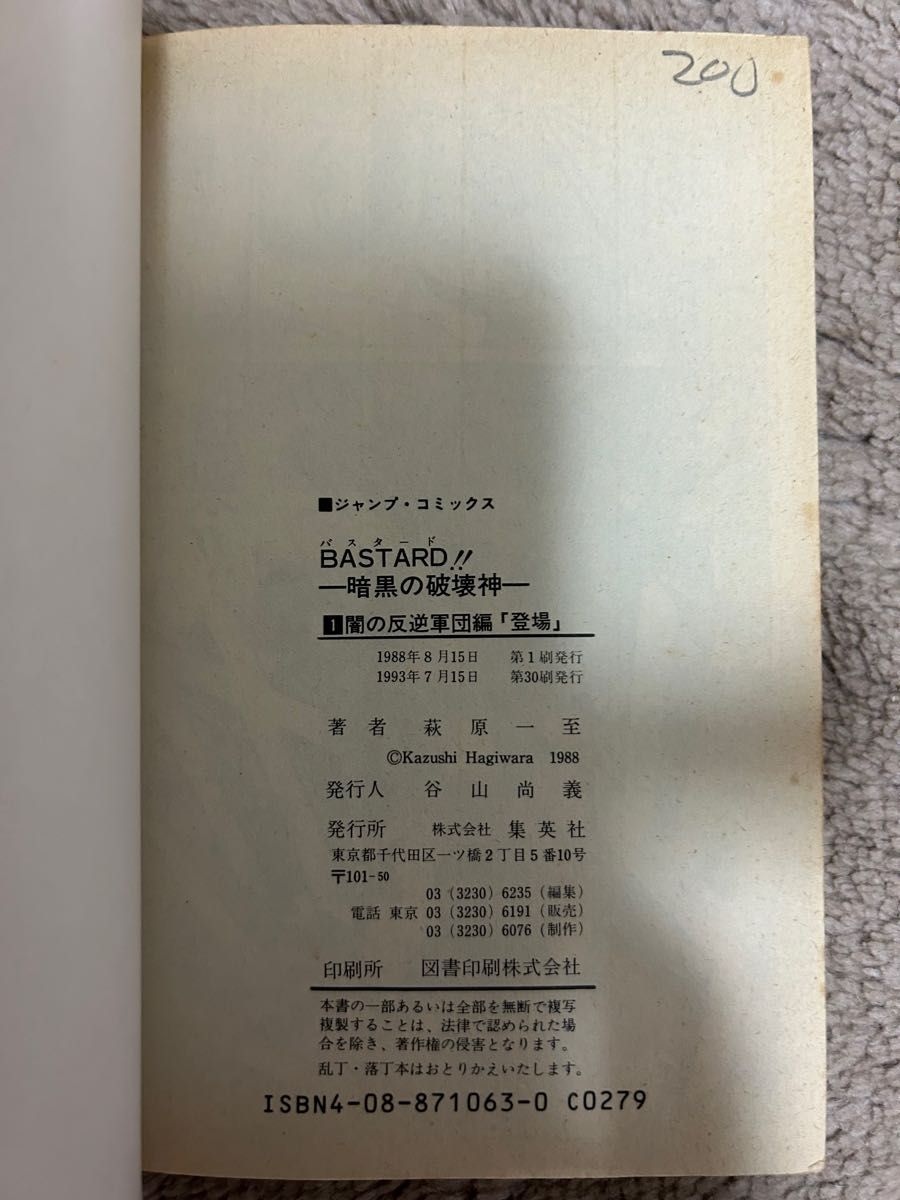 200
■ジャンプ・コミックス
バスタード
BASTARD!!
―暗黒の破壊神―
1闇の反逆軍団編「登場」
1988年8月15日 第1刷発行
1993年7月15日 第30刷発行
著者 萩原一至
©Kazushi Hagiwara 1988
発行人 谷山尚義
発行所 株式会社 集英社
東京都千代田区一ツ橋2丁目5番10号
〒101-50
03(3230)6235(編集)
電話 東京 03(3230)6191(販売)
03(3230)6076(制作)
印刷所 図書印刷株式会社
本書の一部あるいは全部を無断で複写
複製することは、法律で認められた場
合を除き、著作権の侵害となります。
乱丁・落丁本はおとりかえいたします。
ISBN4-08-871063-0 C0279